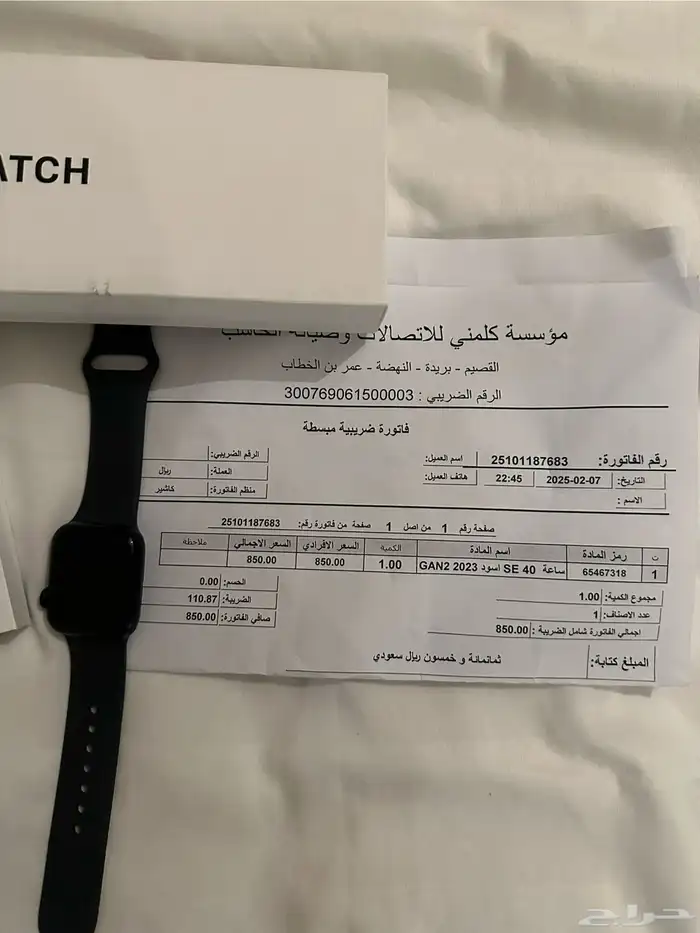 ATCH
مؤسسة كلمني للاتصالات وصيانة الحاسب
القصيم - بريدة - النهضة - عمر بن الخطاب
الرقم الضريبي : 300769061500003
فاتورة ضريبية مبسطة
رقم الفاتورة: 25101187683 اسم العميل: الرقم الضريبي:
التاريخ: 2025-02-07 22:45 هاتف العميل: العملة: ريال
الاسم : منظم الفاتورة: كاشير
صفحة رقم 1 من اصل 1 صفحة من فاتورة رقم: 25101187683
ت رمز المادة اسم المادة الكمية السعر الافرادي السعر الاجمالي ملاحظة
1 65467318 ساعة SE 40 اسود GAN2 2023 1.00 850.00 850.00
مجموع الكمية: 1.00 الحسم: 0.00
عدد الاصناف: 1 الضريبة: 110.87
اجمالي الفاتورة شامل الضريبة : 850.00 صافي الفاتورة: 850.00
المبلغ كتابة: ثمانمائة و خمسون ريال سعودي
حراج